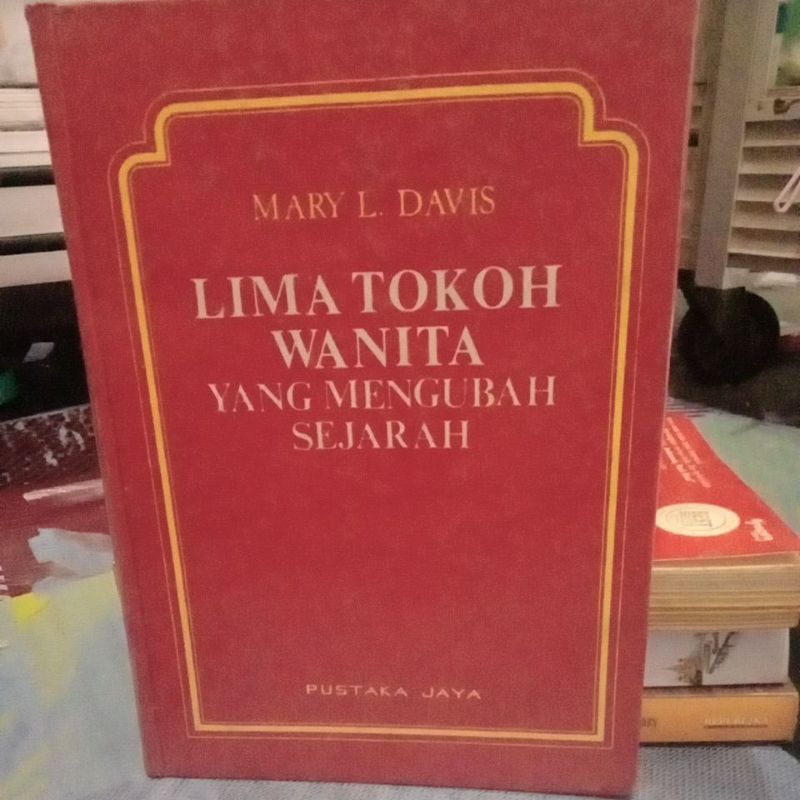 MARY L. DAVIS
LIMA TOKOH
WANITA
YANG MENGUBAH
SEJARAH
PUSTAKA JAYA